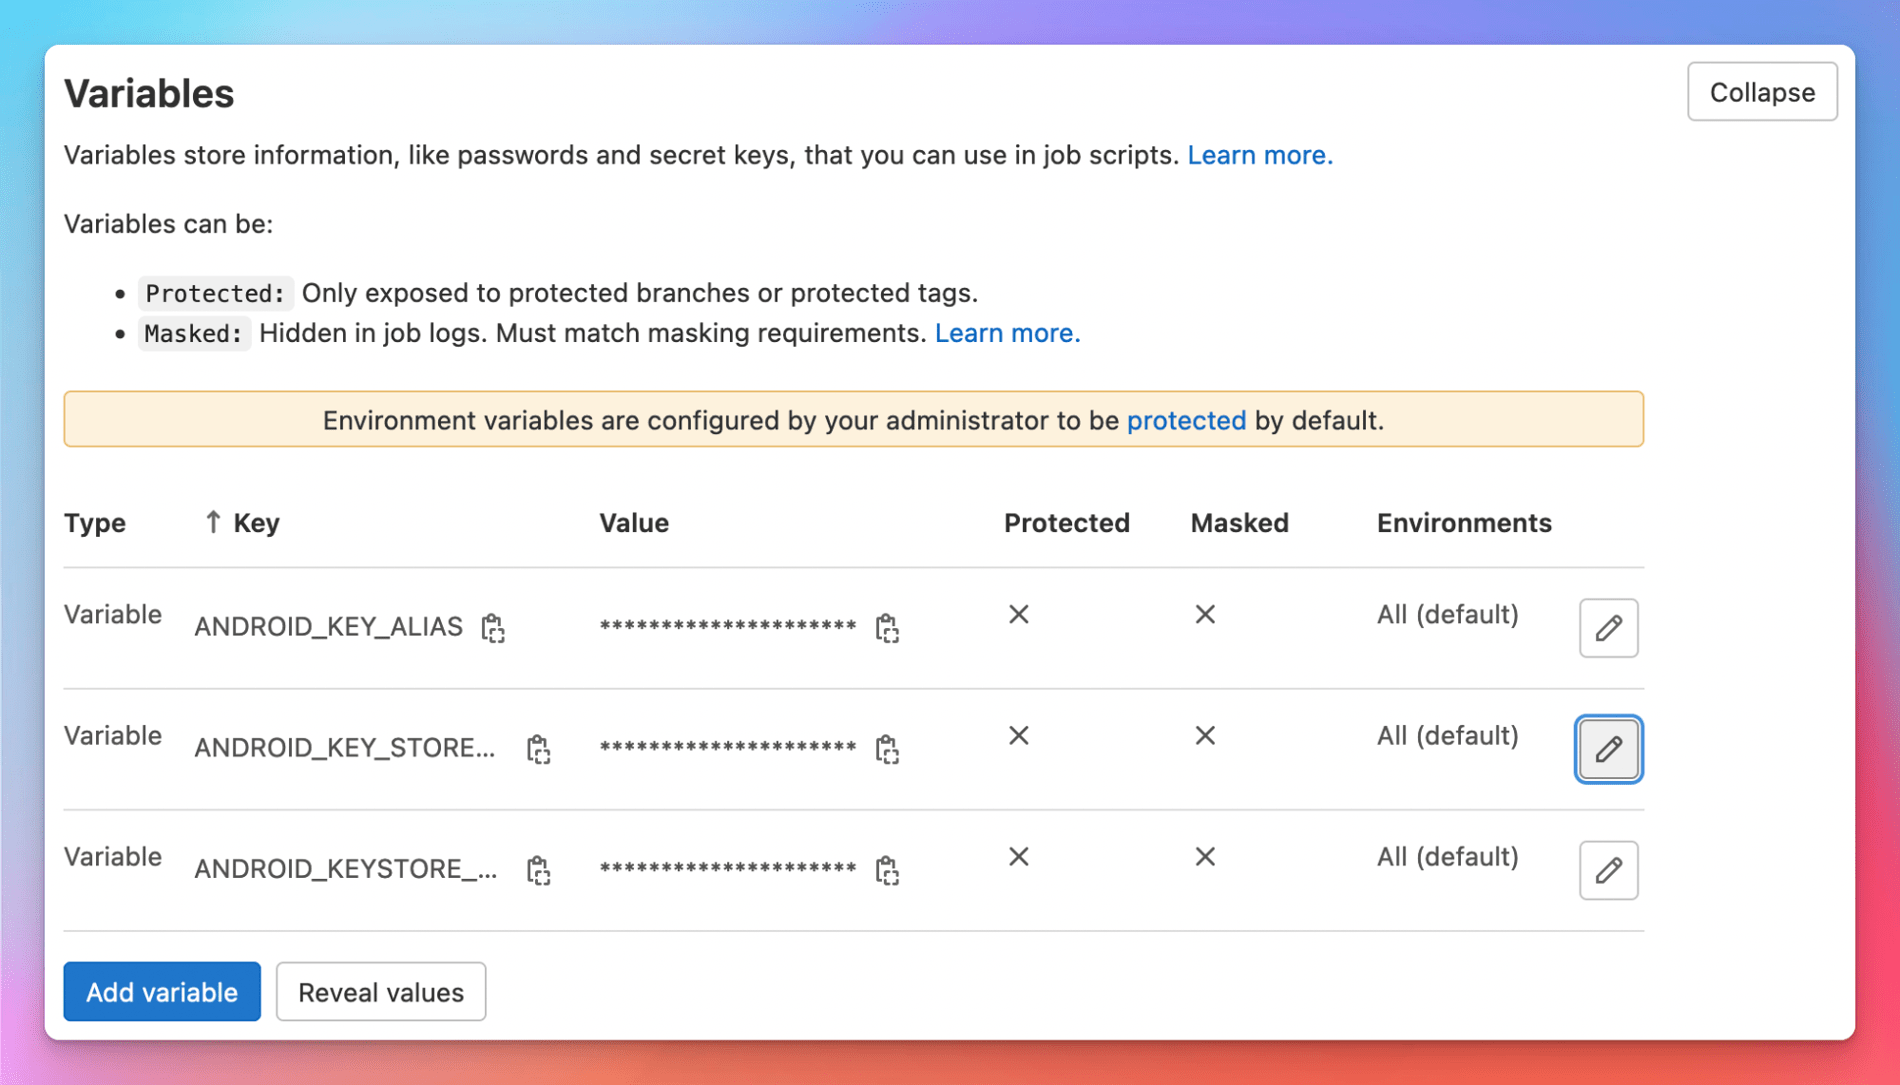 Variables
Collapse
Variables store information, like passwords and secret keys, that you can use in job scripts. Learn more.
Variables can be:
• Protected: Only exposed to protected branches or protected tags.
• Masked: Hidden in job logs. Must match masking requirements. Learn more.
Environment variables are configured by your administrator to be protected by default.
Type ↑ Key Value Protected Masked Environments
Variable ANDROID_KEY_ALIAS ********************* × × All (default)
Variable ANDROID_KEY_STORE... ********************* × × All (default)
Variable ANDROID_KEYSTORE_... ********************* × × All (default)
Add variable Reveal values